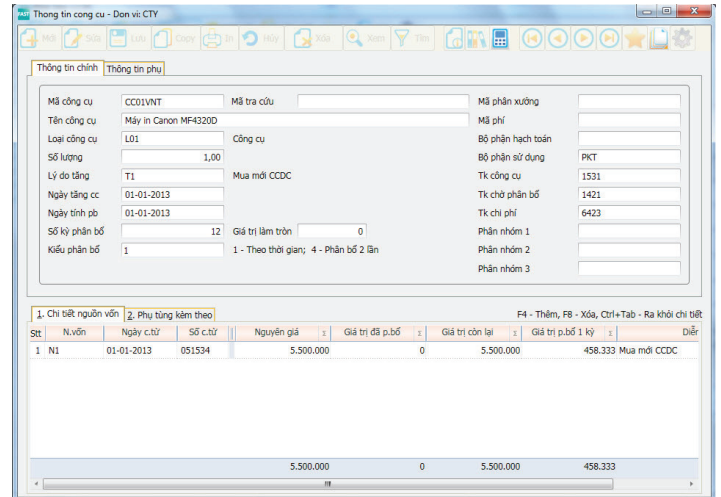 FAST Thong tin cong cu - Don vi: CTY
Mới Sửa Lưu Copy In Hủy Xóa Xem Tìm
Thông tin chính Thông tin phụ
Mã công cụ CC01VNT Mã tra cứu Mã phân xưởng
Tên công cụ Máy in Canon MF4320D Mã phí
Loại công cụ L01 Công cụ Bộ phận hạch toán
Số lượng 1,00 Bộ phận sử dụng PKT
Lý do tăng T1 Mua mới CCDC Tk công cụ 1531
Ngày tăng cc 01-01-2013 Tk chờ phân bổ 1421
Ngày tính pb 01-01-2013 Tk chi phí 6423
Số kỳ phân bổ 12 Giá trị làm tròn 0 Phân nhóm 1
Kiểu phân bổ 1 1 - Theo thời gian; 4 - Phân bổ 2 lần Phân nhóm 2
Phân nhóm 3
1. Chi tiết nguồn vốn 2. Phụ tùng kèm theo F4 - Thêm, F8 - Xóa, Ctrl+Tab - Ra khỏi chi tiết
Stt N.vốn Ngày c.từ Số c.từ Nguyên giá Σ Giá trị đã p.bổ Σ Giá trị còn lại Σ Giá trị p.bổ 1 kỳ Σ Diễn
1 N1 01-01-2013 051534 5.500.000 0 5.500.000 458.333 Mua mới CCDC
5.500.000 0 5.500.000 458.333